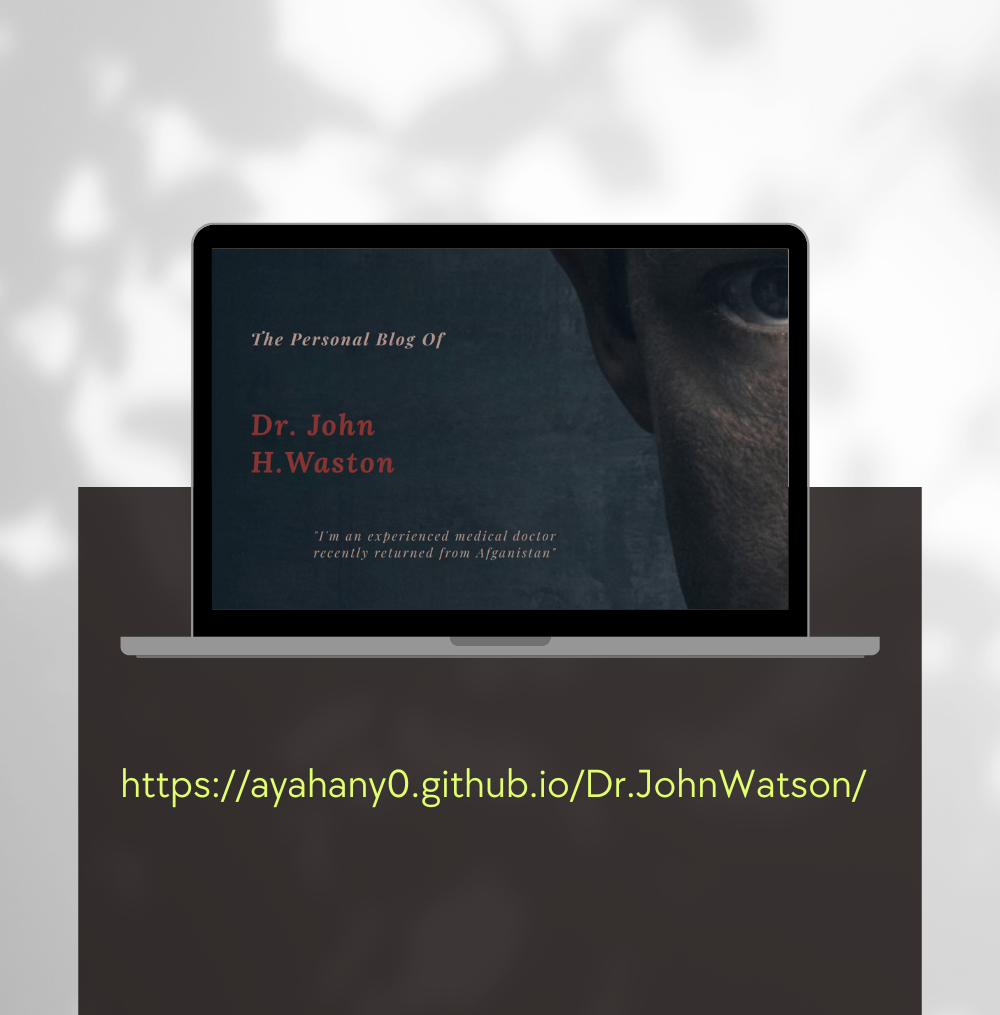 The Personal Blog Of
Dr. John
H.Waston
"I'm an experienced medical doctor
recently returned from Afganistan"
https://ayahany0.github.io/Dr.JohnWatson/